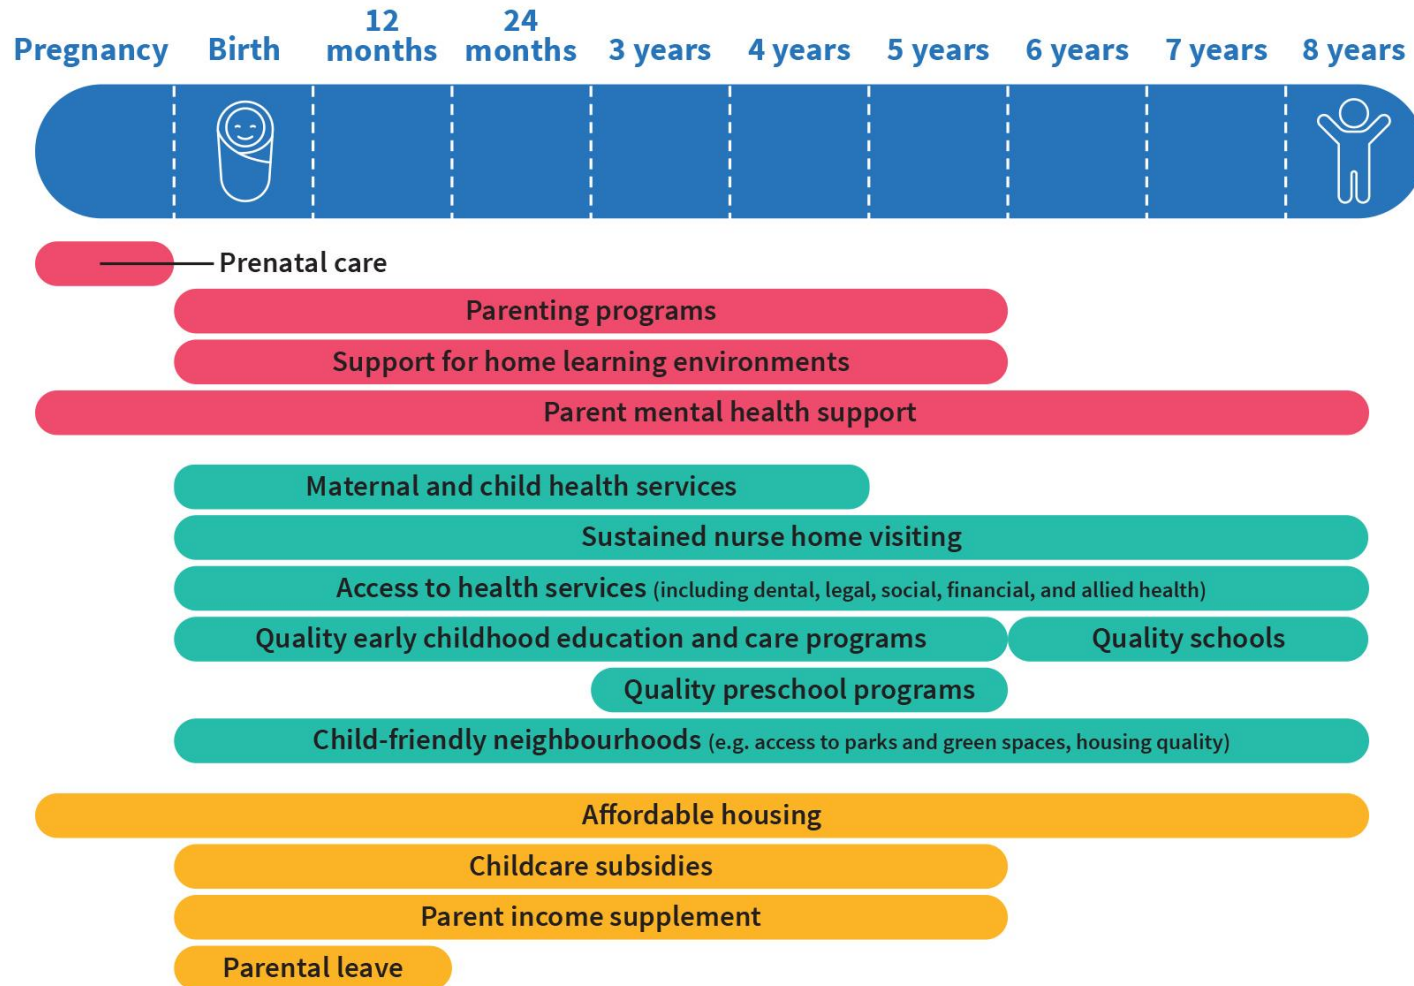 Pregnancy Birth 12 months 24 months 3 years 4 years 5 years 6 years 7 years 8 years
Prenatal care
Parenting programs
Support for home learning environments
Parent mental health support
Maternal and child health services
Sustained nurse home visiting
Access to health services (including dental, legal, social, financial, and allied health)
Quality early childhood education and care programs Quality schools
Quality preschool programs
Child-friendly neighbourhoods (e.g. access to parks and green spaces, housing quality)
Affordable housing
Childcare subsidies
Parent income supplement
Parental leave